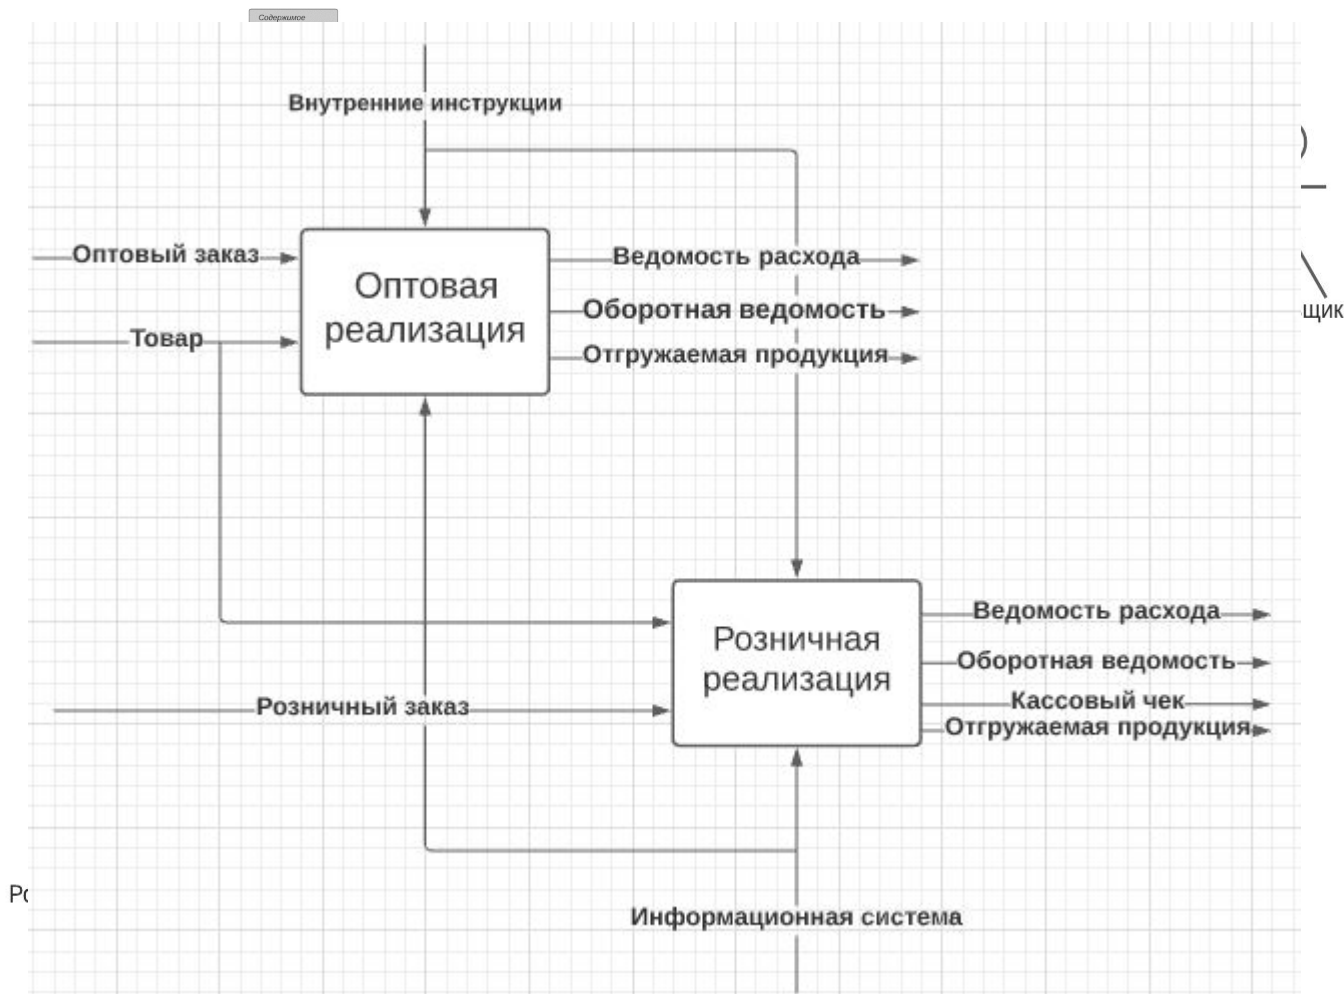 Содержимое
Внутренние инструкции
Оптовый заказ
Товар
Оптовая
реализация
Ведомость расхода
Оборотная ведомость
Отгружаемая продукция
щик
Розничный заказ
Розничная
реализация
Ведомость расхода
Оборотная ведомость
Кассовый чек
Отгружаемая продукция
Информационная система